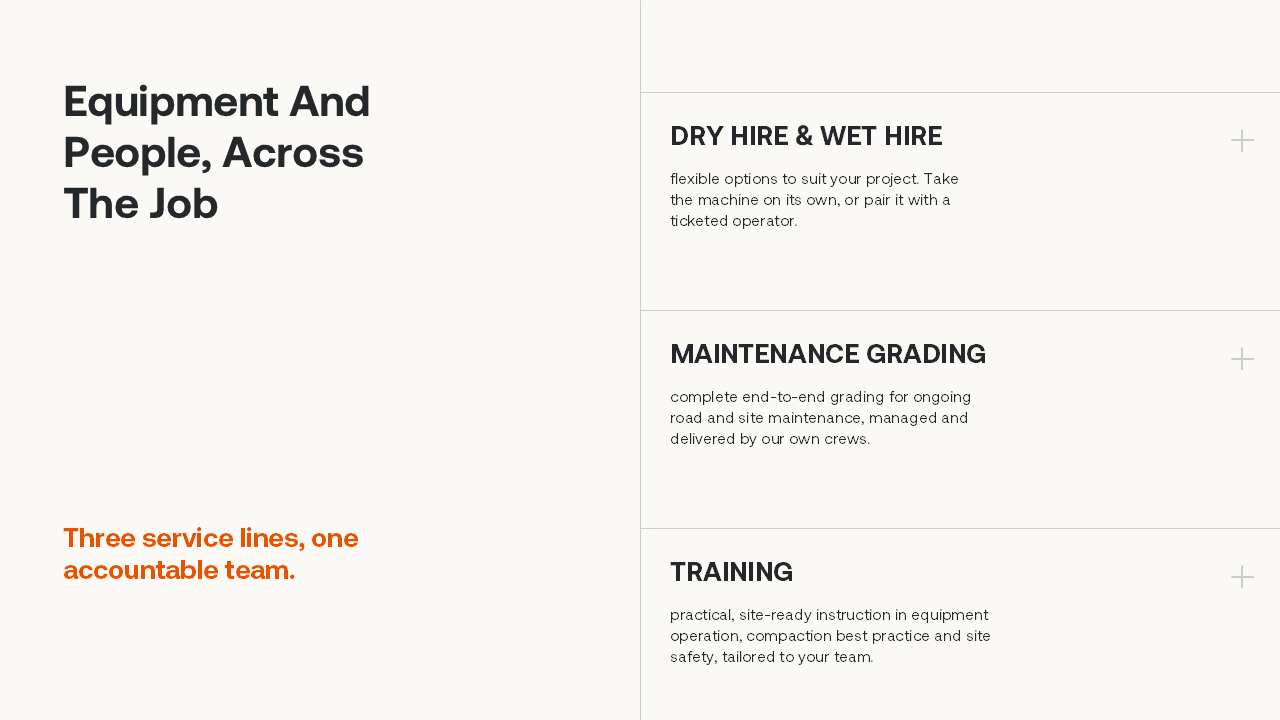 Equipment And
People, Across
The Job
Three service lines, one
accountable team.
DRY HIRE & WET HIRE
flexible options to suit your project. Take
the machine on its own, or pair it with a
ticketed operator.
MAINTENANCE GRADING
complete end-to-end grading for ongoing
road and site maintenance, managed and
delivered by our own crews.
TRAINING
practical, site-ready instruction in equipment
operation, compaction best practice and site
safety, tailored to your team.